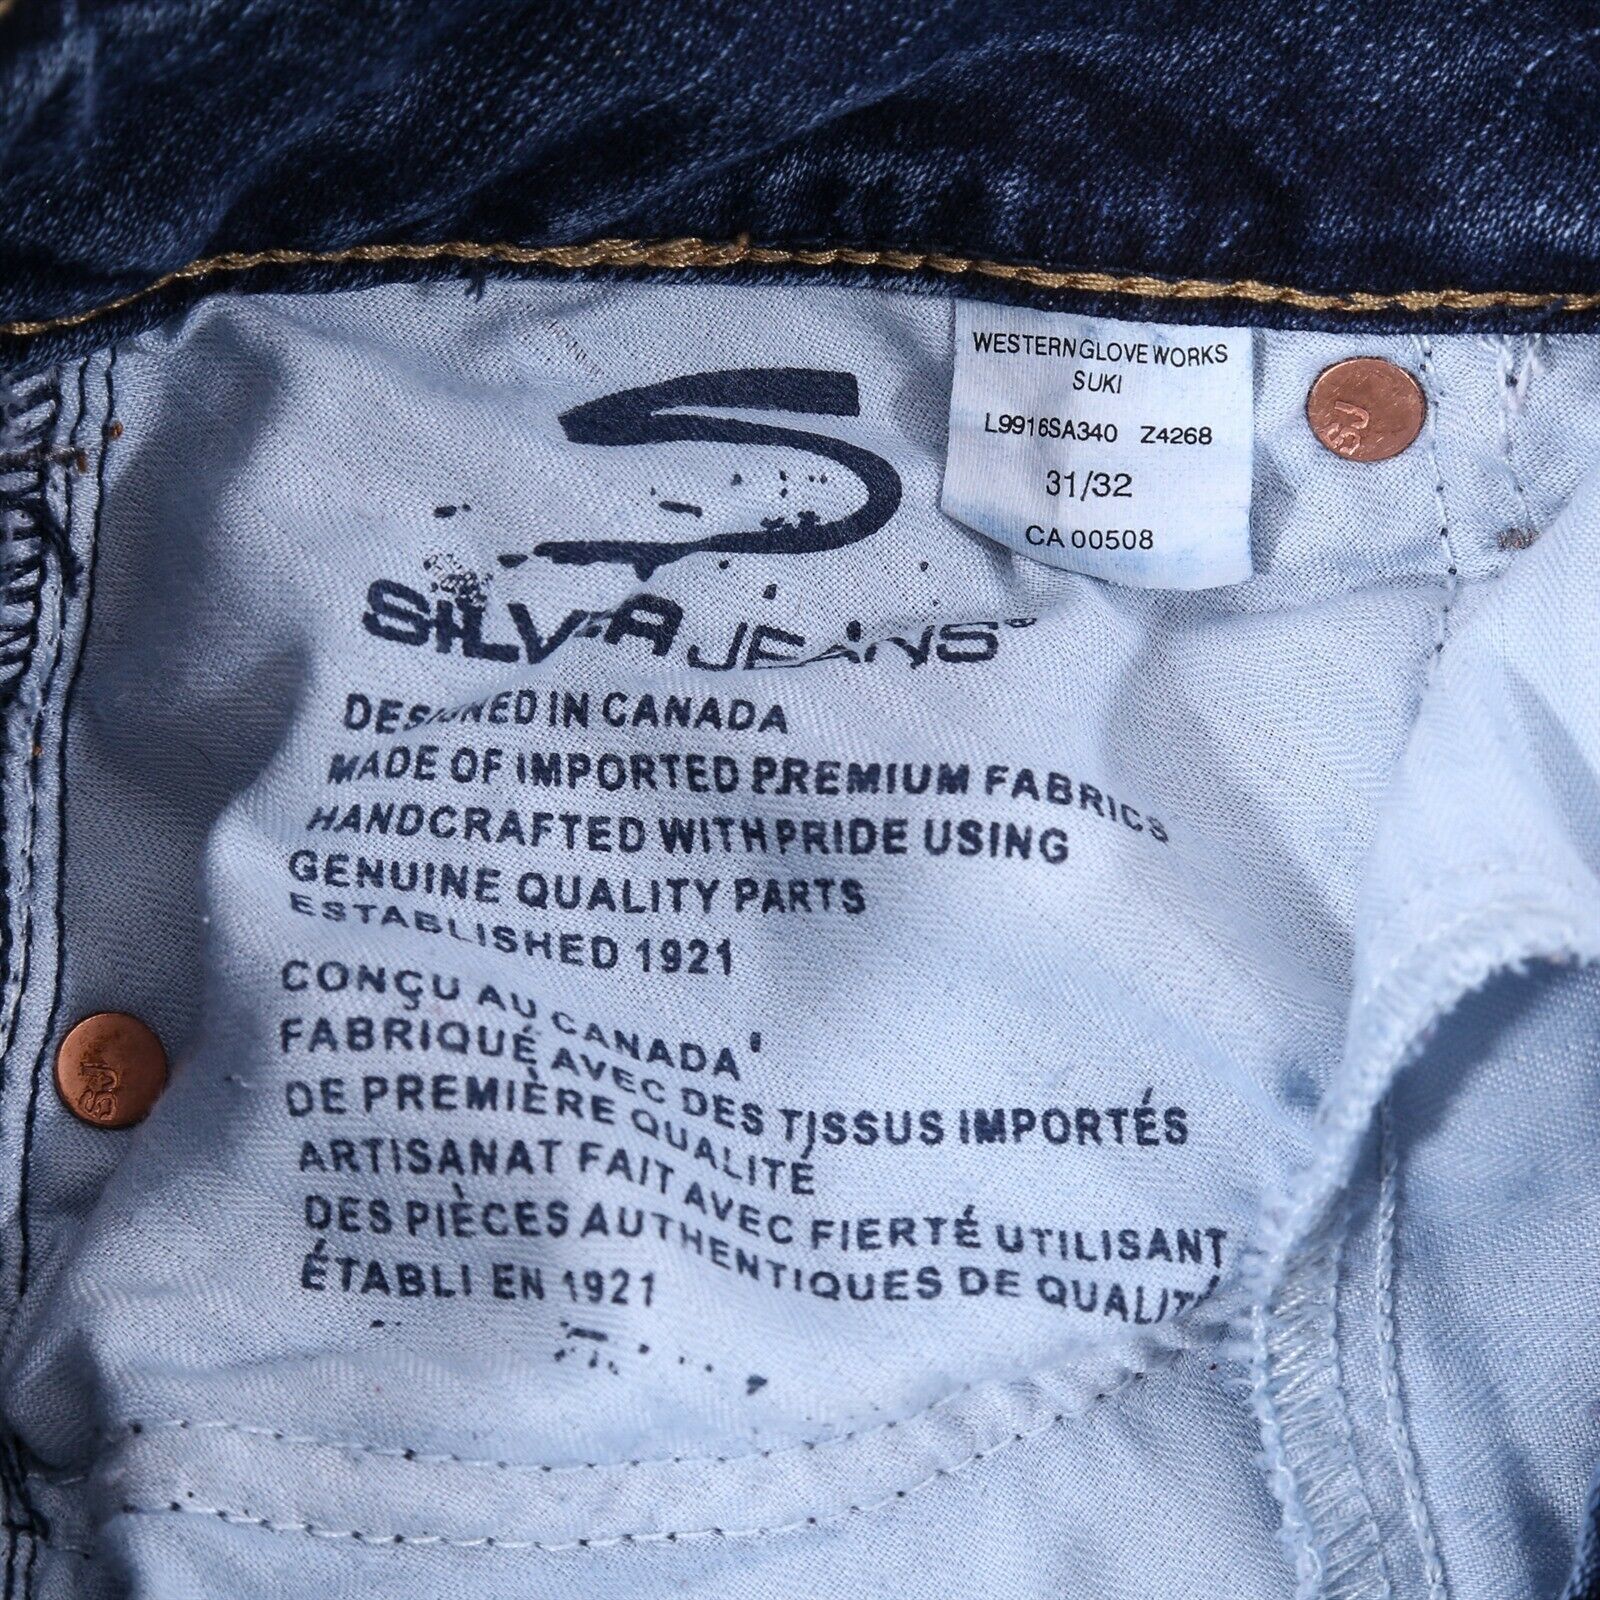 WESTERN GLOVE WORKS
SUKI
L9916SA340 Z4268
31/32
CA 00508
SJ
SILVER JEANS®
DESIGNED IN CANADA
MADE OF IMPORTED PREMIUM FABRICS
HANDCRAFTED WITH PRIDE USING
GENUINE QUALITY PARTS
ESTABLISHED 1921
CONÇU AU CANADA
FABRIQUÉ AVEC DES TISSUS IMPORTÉS
DE PREMIÈRE QUALITÉ
ARTISANAT FAIT AVEC FIERTÉ UTILISANT
DES PIÈCES AUTHENTIQUES DE QUALITÉ
ÉTABLI EN 1921
SJ